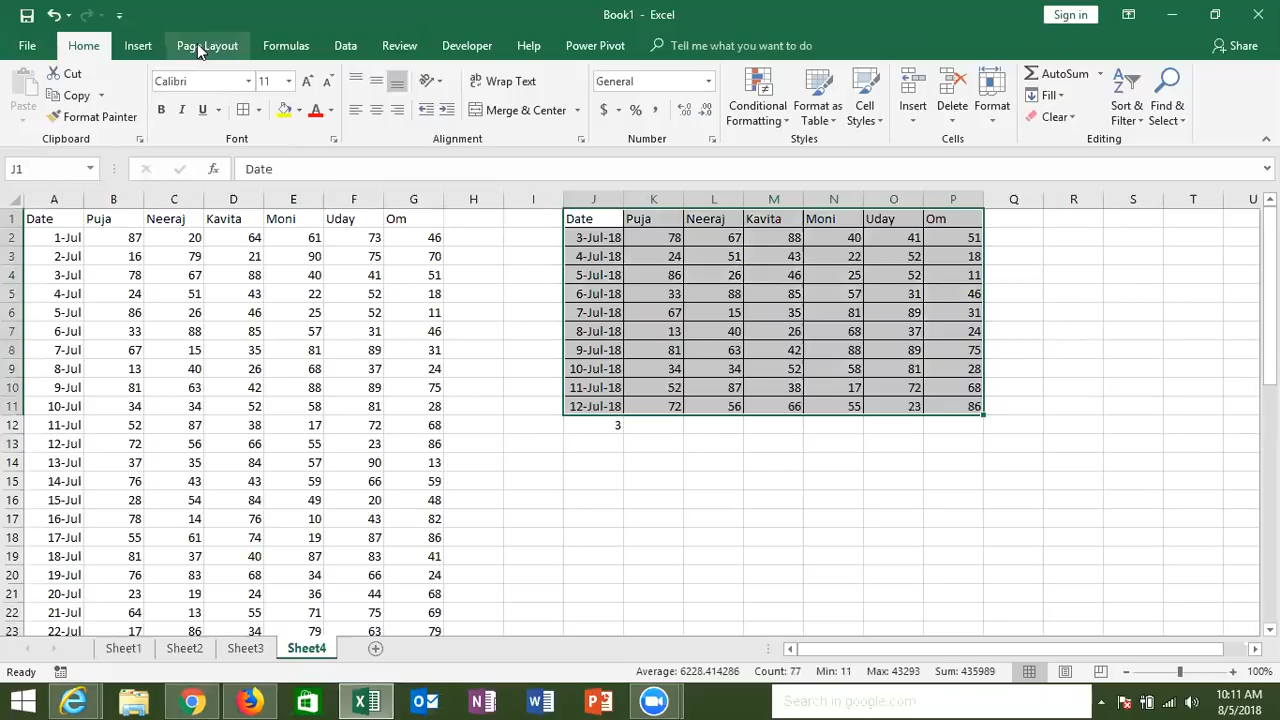 Book1 - Excel
Sign in
File Home Insert Page Layout Formulas Data Review Developer Help Power Pivot Tell me what you want to do Share
Paste
Cut
Copy
Format Painter
Clipboard
Calibri 11
B I U A
Font
Wrap Text
Merge & Center
Alignment
General
$ % ,
Number
Conditional Formatting
Format as Table
Cell Styles
Styles
Insert Delete Format
Cells
AutoSum
Fill
Clear
Sort & Filter
Find & Select
Editing
J1 fx Date
A B C D E F G H I J K L M N O P Q R S T U
1 Date Puja Neeraj Kavita Moni Uday Om Date Puja Neeraj Kavita Moni Uday Om
2 1-Jul 87 20 64 61 73 46 3-Jul-18 78 67 88 40 41 51
3 2-Jul 16 79 21 90 75 70 4-Jul-18 24 51 43 22 52 18
4 3-Jul 78 67 88 40 41 51 5-Jul-18 86 26 46 25 52 11
5 4-Jul 24 51 43 22 52 18 6-Jul-18 33 88 85 57 31 46
6 5-Jul 86 26 46 25 52 11 7-Jul-18 67 15 35 81 89 31
7 6-Jul 33 88 85 57 31 46 8-Jul-18 13 40 26 68 37 24
8 7-Jul 67 15 35 81 89 31 9-Jul-18 81 63 42 88 89 75
9 8-Jul 13 40 26 68 37 24 10-Jul-18 34 34 52 58 81 28
10 9-Jul 81 63 42 88 89 75 11-Jul-18 52 87 38 17 72 68
11 10-Jul 34 34 52 58 81 28 12-Jul-18 72 56 66 55 23 86
12 11-Jul 52 87 38 17 72 68 3
13 12-Jul 72 56 66 55 23 86
14 13-Jul 37 35 84 57 90 13
15 14-Jul 76 43 43 59 66 59
16 15-Jul 28 54 84 49 20 48
17 16-Jul 78 14 76 10 43 82
18 17-Jul 55 61 74 19 87 86
19 18-Jul 81 37 40 87 83 41
20 19-Jul 76 83 68 34 66 24
21 20-Jul 23 19 24 36 44 68
22 21-Jul 64 13 55 71 75 69
23 22-Jul 17 86 34 79 63 79
Sheet1 Sheet2 Sheet3 Sheet4
Ready Average: 6228.414286 Count: 77 Min: 11 Max: 43293 Sum: 435989 100%
Search in google.com
10:11 AM
8/5/2018